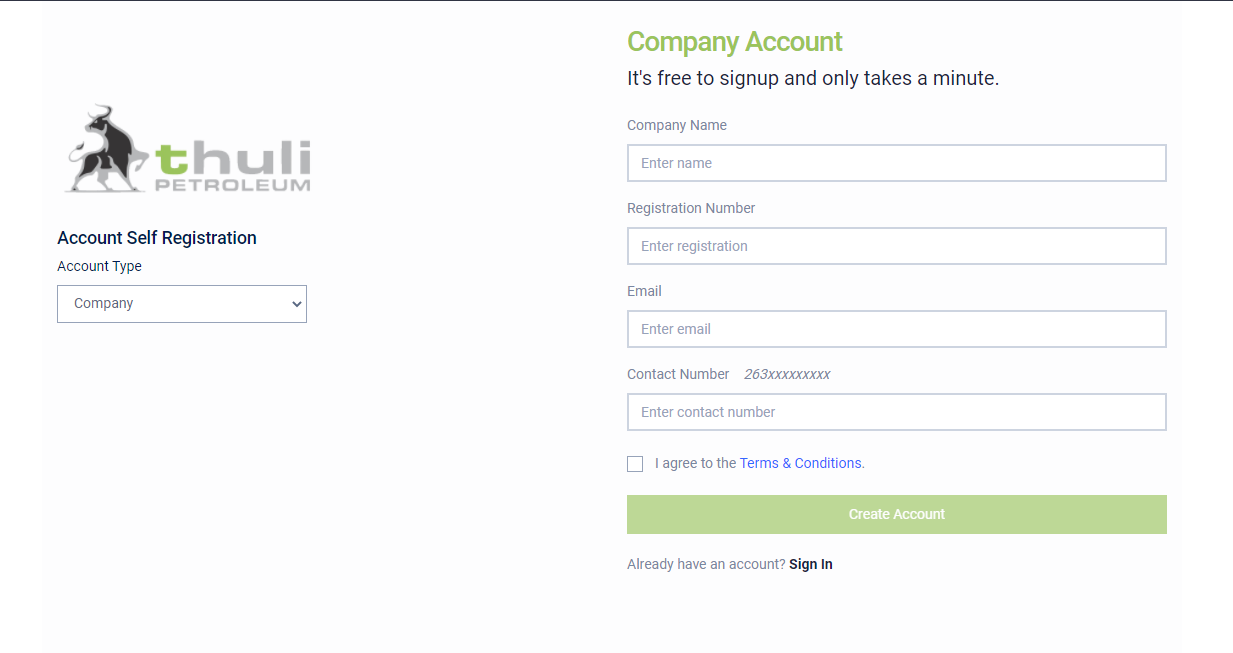 thuli
PETROLEUM
Account Self Registration
Account Type
Company
Company Account
It's free to signup and only takes a minute.
Company Name
Enter name
Registration Number
Enter registration
Email
Enter email
Contact Number 263xxxxxxxxx
Enter contact number
I agree to the Terms & Conditions.
Create Account
Already have an account? Sign In